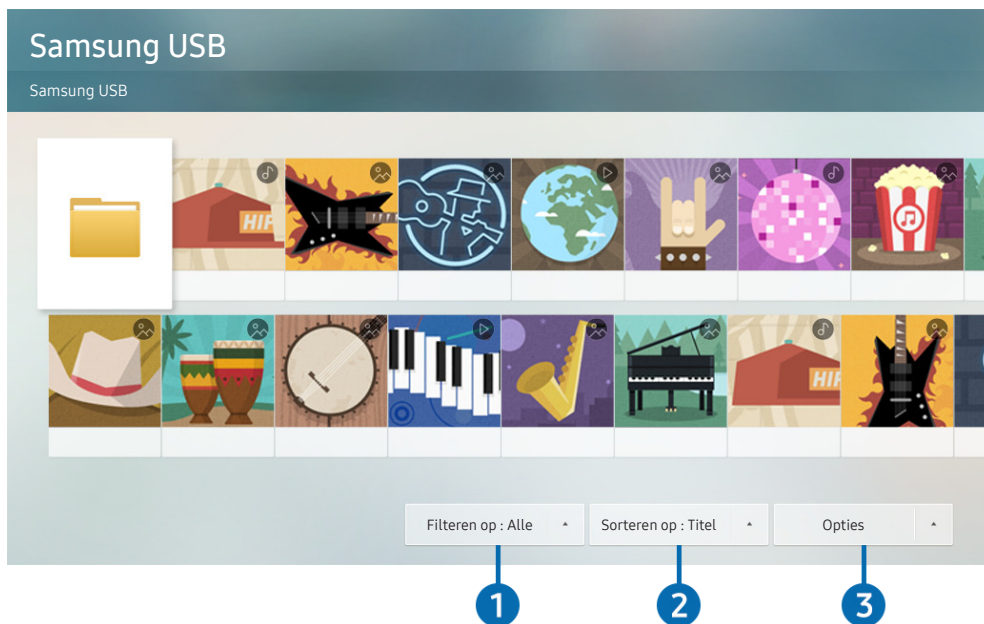 Samsung USB
Samsung USB
HIP
HIP
Filteren op : Alle
Sorteren op : Titel
Opties
1
2
3